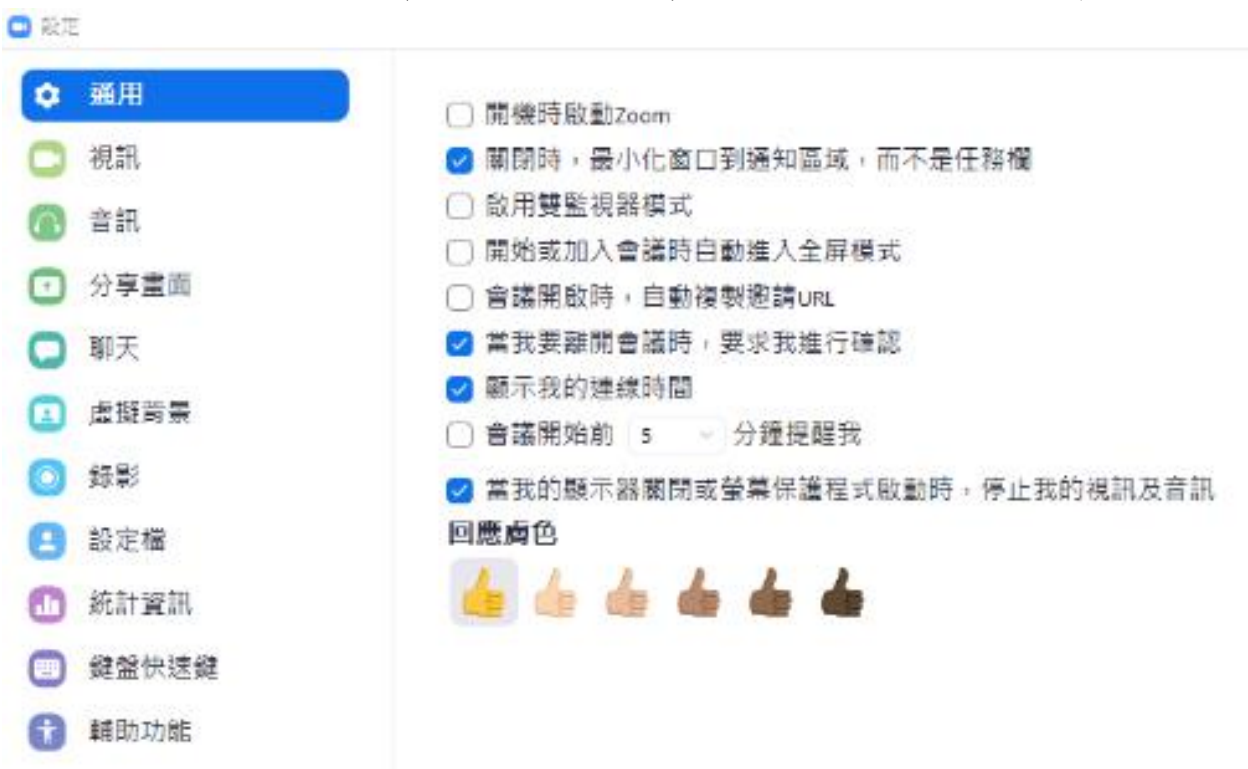 設定
通用
視訊
音訊
分享畫面
聊天
虛擬背景
錄影
設定檔
統計資訊
鍵盤快速鍵
輔助功能
開機時啟動Zoom
關閉時，最小化窗口到通知區域，而不是任務欄
啟用雙監視器模式
開始或加入會議時自動進入全屏模式
會議開啟時，自動複製邀請URL
當我要離開會議時，要求我進行確認
顯示我的連線時間
會議開始前 5 分鐘提醒我
當我的顯示器關閉或螢幕保護程式啟動時，停止我的視訊及音訊
回應膚色